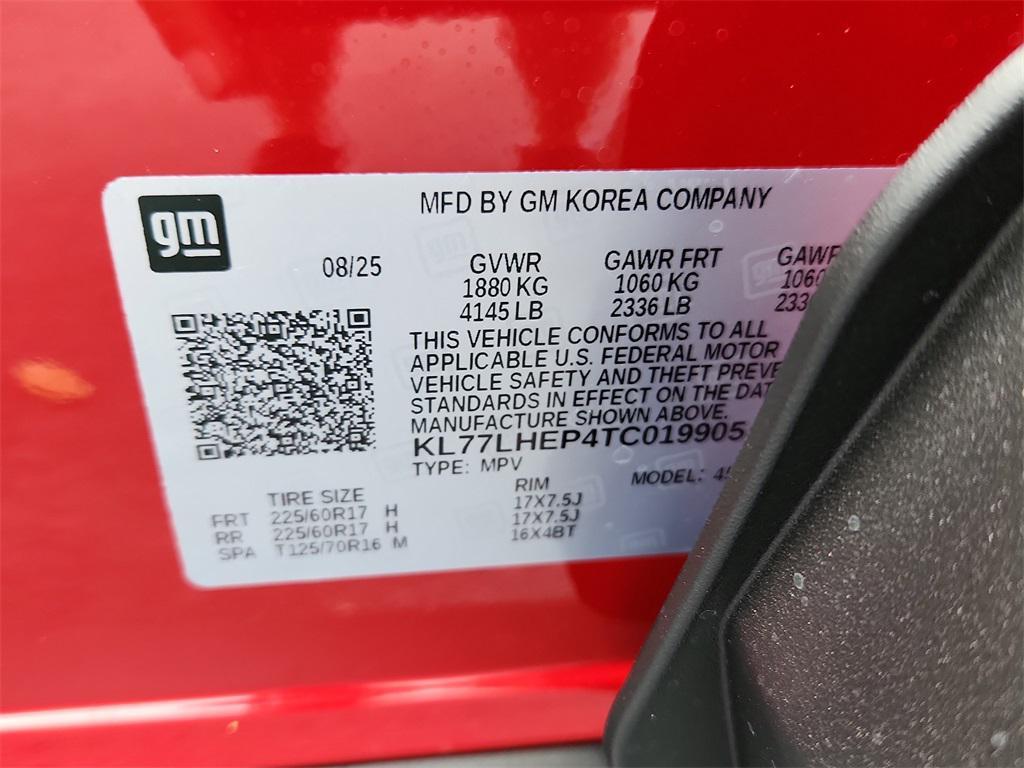 gm
MFD BY GM KOREA COMPANY
08/25
GVWR GAWR FRT
1880 KG 1060 KG 1060
4145 LB 2336 LB
THIS VEHICLE CONFORMS TO ALL
APPLICABLE U.S. FEDERAL MOTOR
VEHICLE SAFETY AND THEFT PREVE
STANDARDS IN EFFECT ON THE DAT
MANUFACTURE SHOWN ABOVE.
KL77LHEP4TC019905
TYPE: MPV MODEL:
TIRE SIZE RIM
FRT 225/60R17 H 17X7.5J
RR 225/60R17 H 17X7.5J
SPA T125/70R16 M 16X4BT